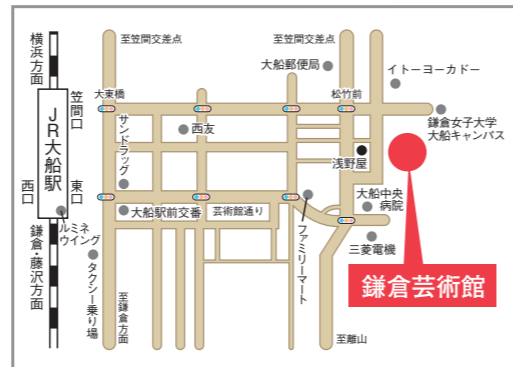 横浜方面
至笠間交差点
至笠間交差点
大船郵便局
イトーヨーカドー
笠間口
大東橋
松竹前
JR大船駅
サンドラッグ
西友
鎌倉女子大学
大船キャンパス
浅野屋
西口
東口
大船中央
病院
ルミネ
ウイング
大船駅前交番
芸術館通り
ファミリーマート
三菱電機
鎌倉・藤沢方面
タクシー乗り場
至鎌倉方面
鎌倉芸術館
至離山